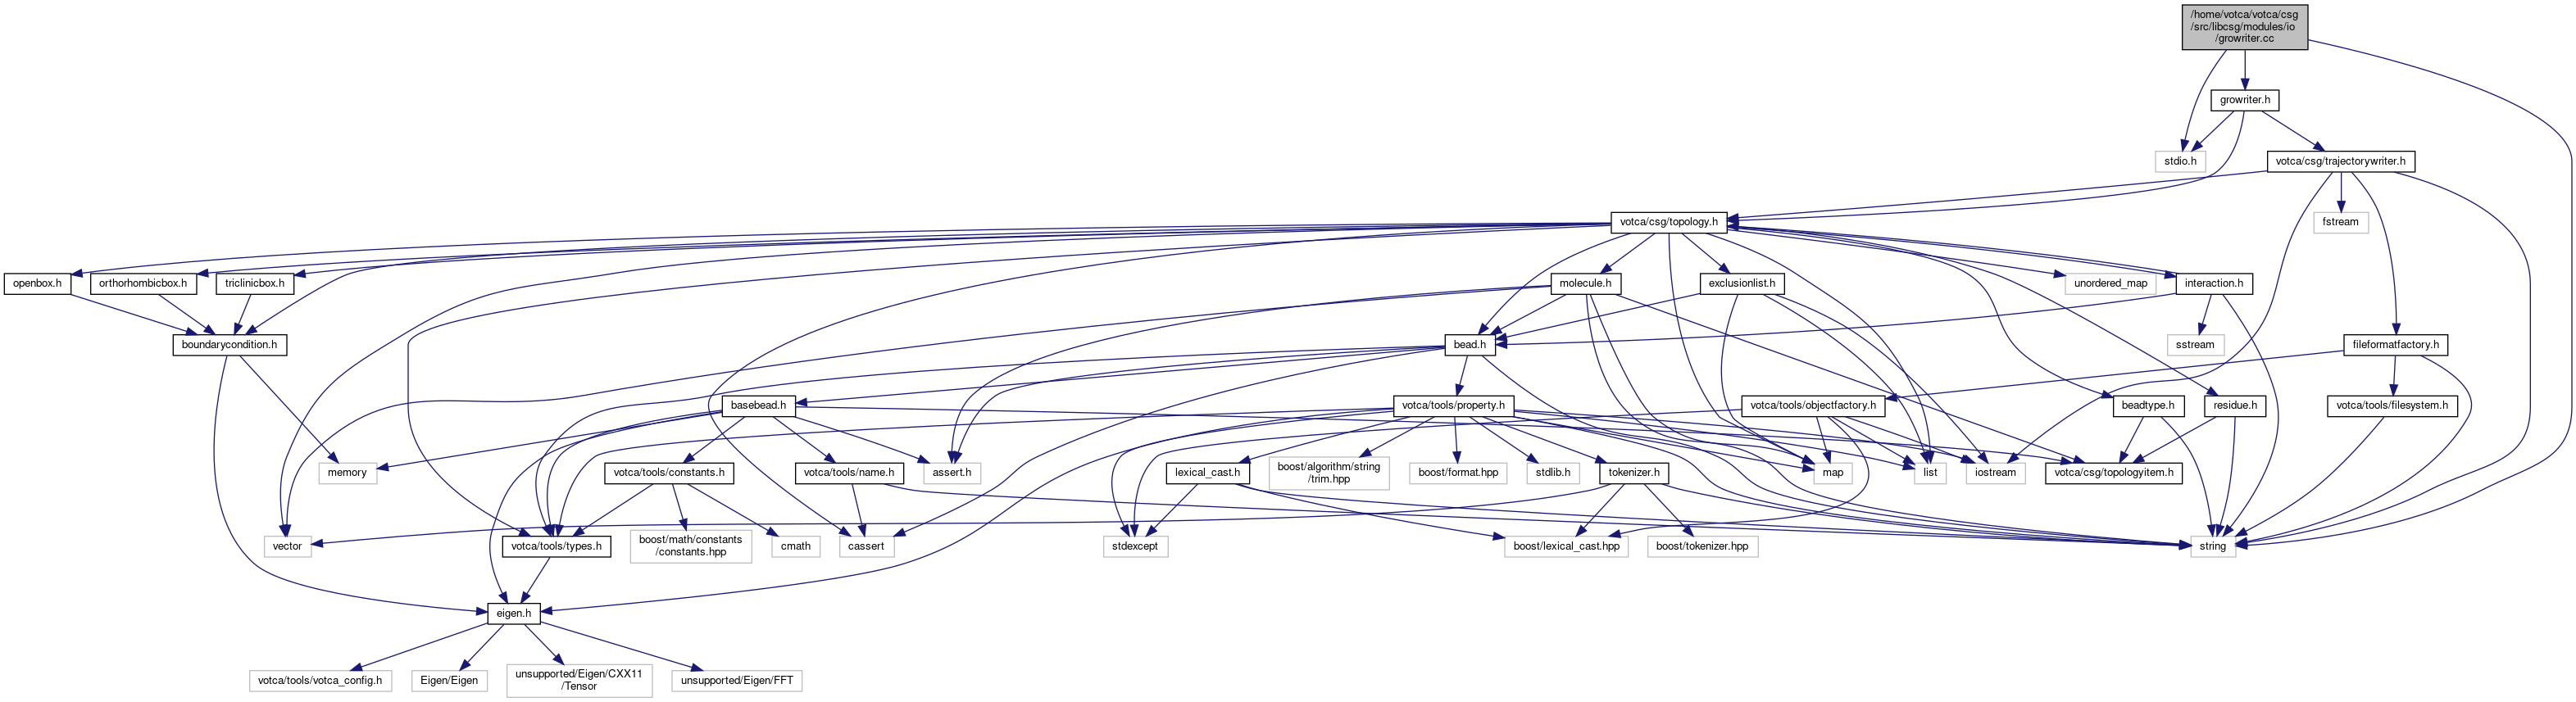 /home/votca/votca/csg
/src/libcsg/modules/io
/growriter.cc
growriter.h
stdio.h
votca/csg/trajectorywriter.h
votca/csg/topology.h
fstream
openbox.h
orthorhombicbox.h
triclinicbox.h
molecule.h
exclusionlist.h
unordered_map
interaction.h
boundarycondition.h
bead.h
sstream
fileformatfactory.h
basebead.h
votca/tools/property.h
votca/tools/objectfactory.h
beadtype.h
residue.h
votca/tools/filesystem.h
memory
votca/tools/constants.h
votca/tools/name.h
assert.h
lexical_cast.h
boost/algorithm/string
/trim.hpp
boost/format.hpp
stdlib.h
tokenizer.h
map
list
iostream
votca/csg/topologyitem.h
vector
votca/tools/types.h
boost/math/constants
/constants.hpp
cmath
cassert
stdexcept
boost/lexical_cast.hpp
boost/tokenizer.hpp
string
eigen.h
votca/tools/votca_config.h
Eigen/Eigen
unsupported/Eigen/CXX11
/Tensor
unsupported/Eigen/FFT